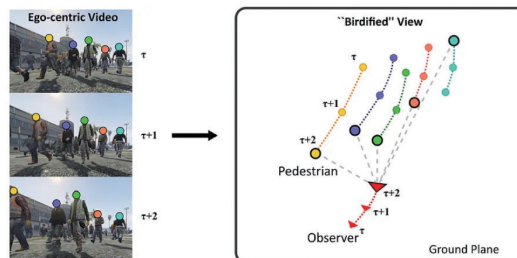 Ego-centric Video
τ
τ+1
τ+2
``Birdified" View
τ
τ+1
τ+2
Pedestrian
τ+2
τ+1
τ
Observer
Ground Plane